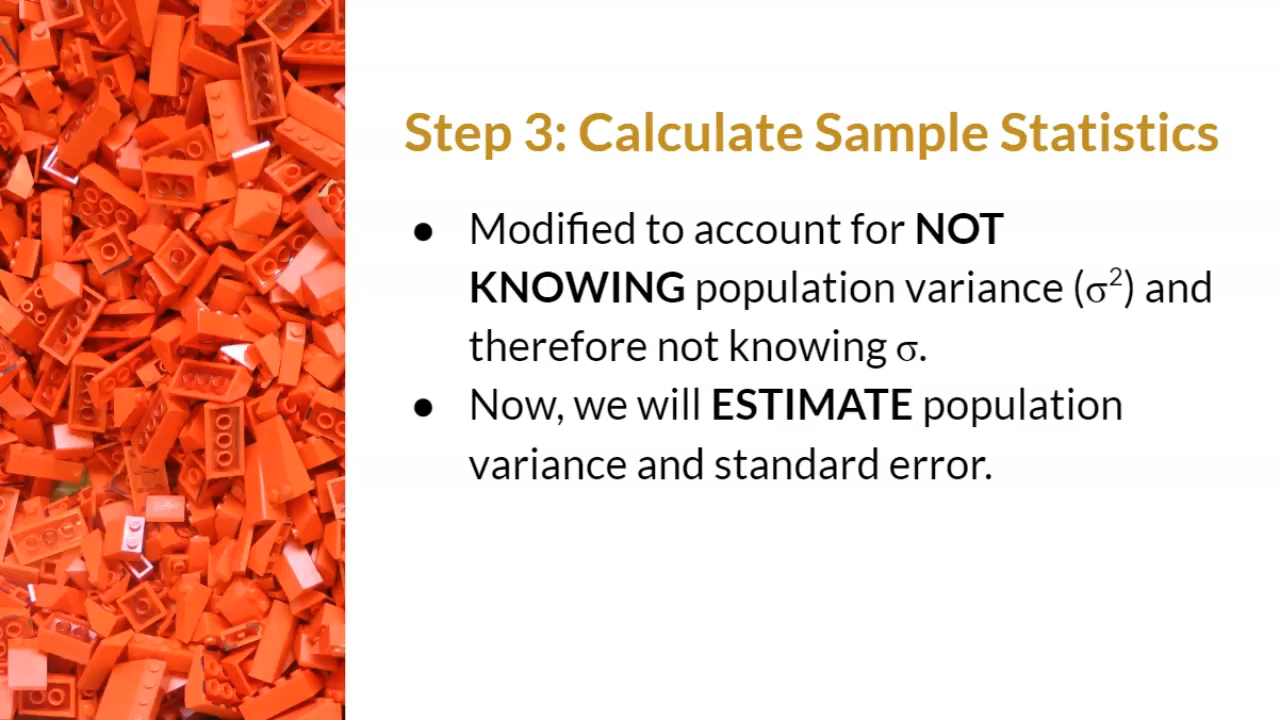 Step 3: Calculate Sample Statistics
● Modified to account for NOT
KNOWING population variance (σ²) and
therefore not knowing σ.
● Now, we will ESTIMATE population
variance and standard error.